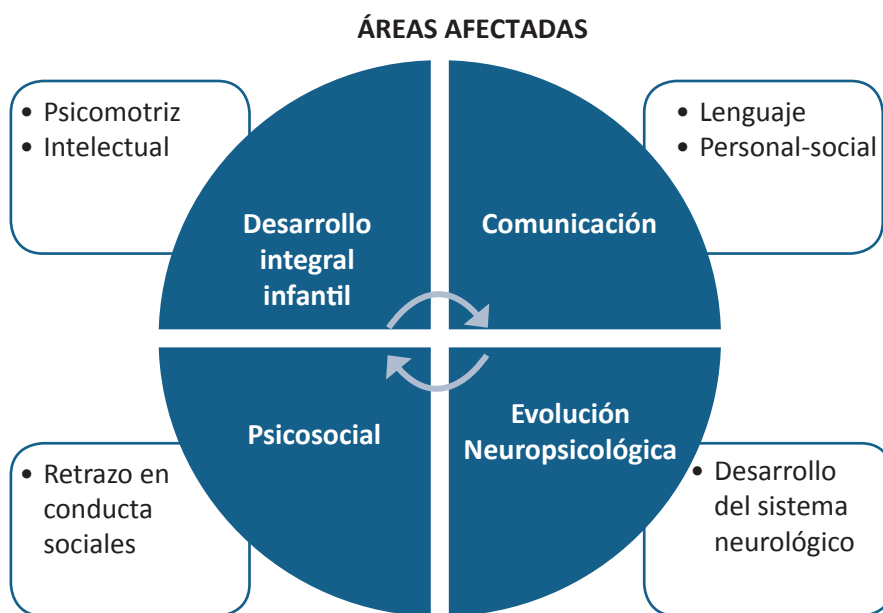 ÁREAS AFECTADAS
• Psicomotriz
• Intelectual
• Lenguaje
• Personal-social
Desarrollo
integral
infantil
Comunicación
Psicosocial
Evolución
Neuropsicológica
• Retrazo en
conducta
sociales
• Desarrollo
del sistema
neurológico